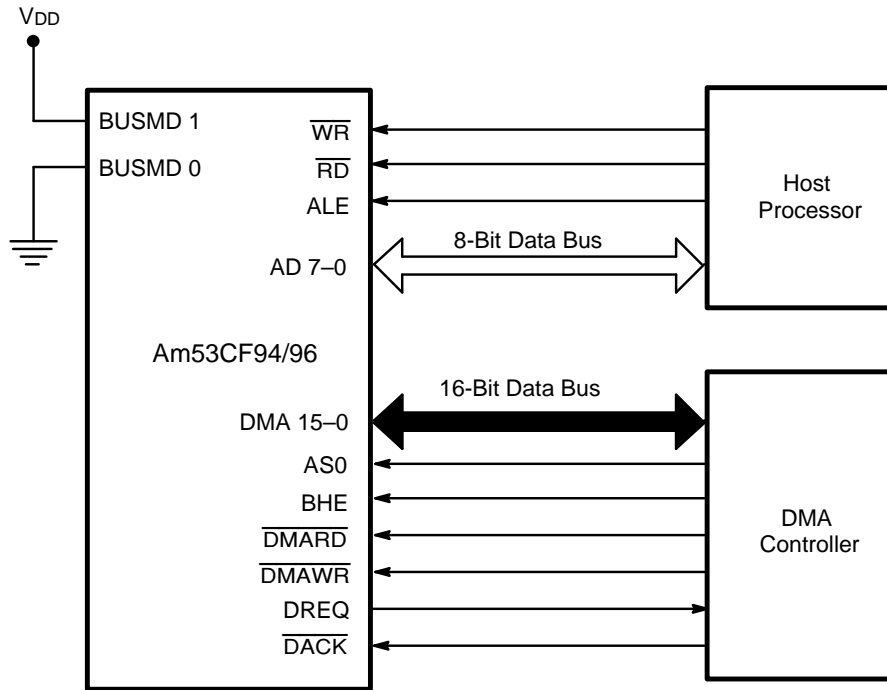 VDD
BUSMD 1
BUSMD 0
WR
RD
ALE
AD 7–0
Am53CF94/96
DMA 15–0
AS0
BHE
DMARD
DMAWR
DREQ
DACK
8-Bit Data Bus
16-Bit Data Bus
Host
Processor
DMA
Controller